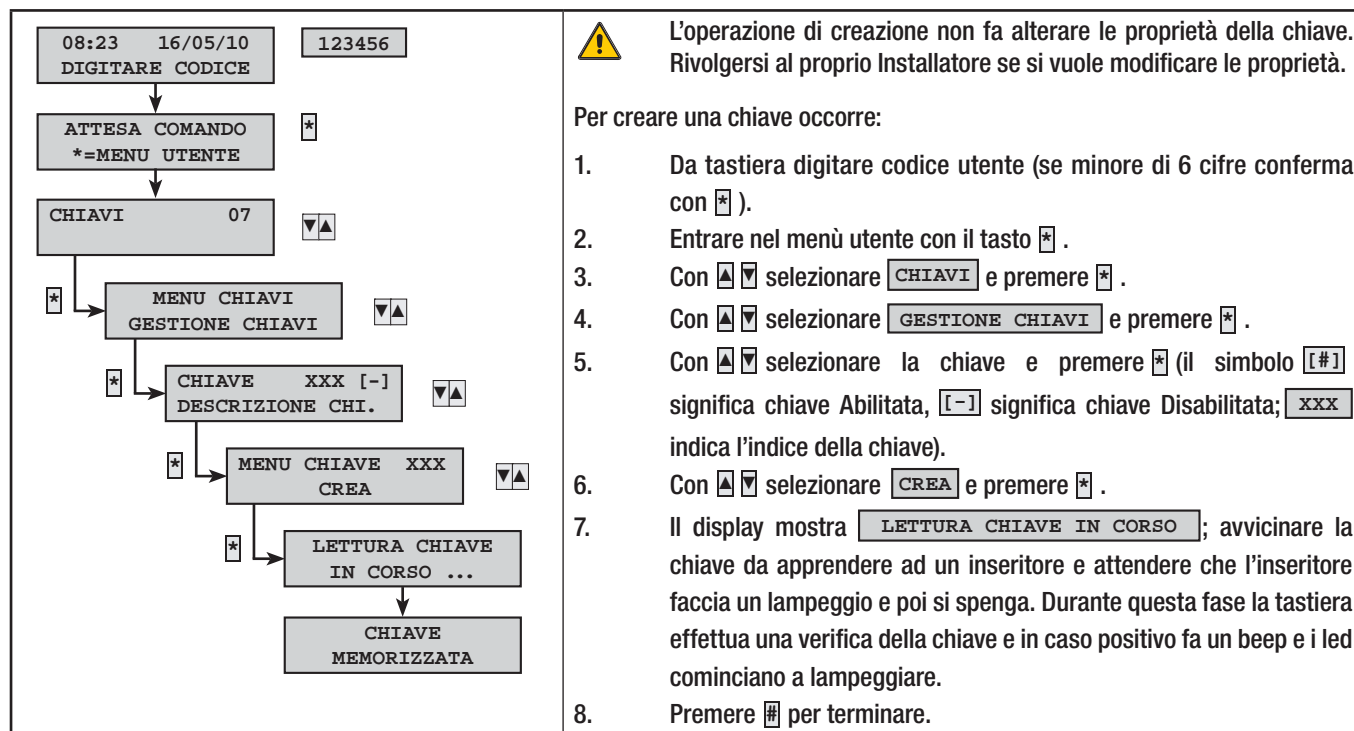 08:23 16/05/10
DIGITARE CODICE
123456
ATTESA COMANDO
*=MENU UTENTE
*
CHIAVI 07
▼▲
*
MENU CHIAVI
GESTIONE CHIAVI
▼▲
*
CHIAVE XXX [-]
DESCRIZIONE CHI.
▼▲
*
MENU CHIAVE XXX
CREA
▼▲
*
LETTURA CHIAVE
IN CORSO ...
CHIAVE
MEMORIZZATA
L'operazione di creazione non fa alterare le proprietà della chiave.
Rivolgersi al proprio Installatore se si vuole modificare le proprietà.
Per creare una chiave occorre:
1. Da tastiera digitare codice utente (se minore di 6 cifre conferma
con * ).
2. Entrare nel menù utente con il tasto * .
3. Con ▲ ▼ selezionare CHIAVI e premere * .
4. Con ▲ ▼ selezionare GESTIONE CHIAVI e premere * .
5. Con ▲ ▼ selezionare la chiave e premere * (il simbolo [#]
significa chiave Abilitata, [-] significa chiave Disabilitata; XXX
indica l'indice della chiave).
6. Con ▲ ▼ selezionare CREA e premere * .
7. Il display mostra LETTURA CHIAVE IN CORSO ; avvicinare la
chiave da apprendere ad un inseritore e attendere che l'inseritore
faccia un lampeggio e poi si spenga. Durante questa fase la tastiera
effettua una verifica della chiave e in caso positivo fa un beep e i led
cominciano a lampeggiare.
8. Premere # per terminare.